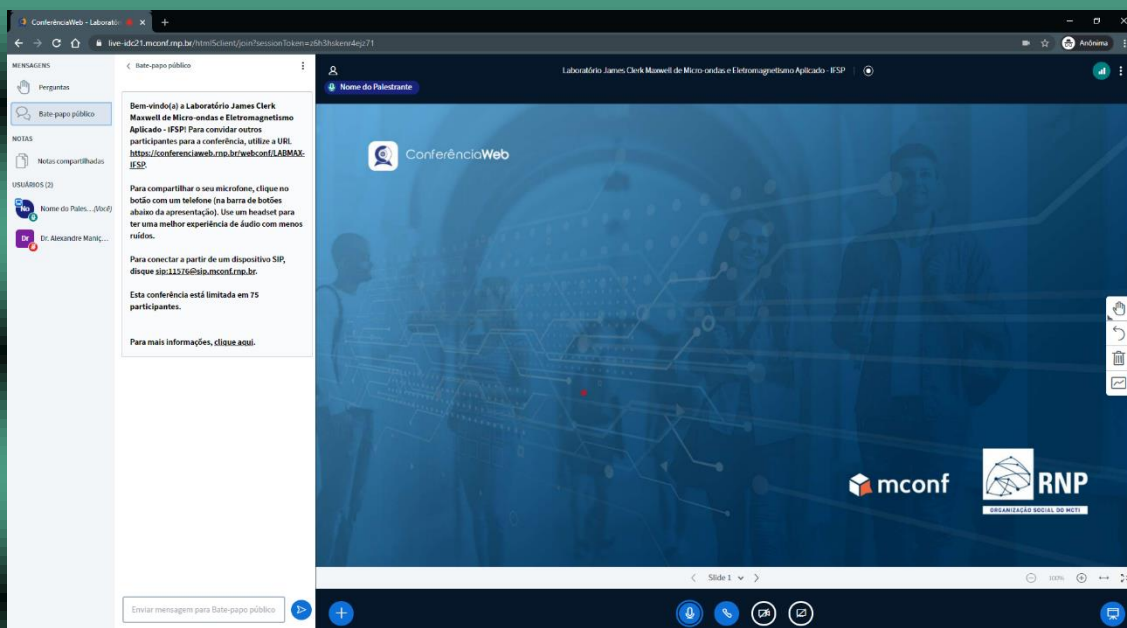 ConferênciaWeb - Laborató
live-idc21.mconf.rnp.br/html5client/join?sessionToken=z6h3hskenr4ejz71
Anônima
MENSAGENS
Perguntas
Bate-papo público
NOTAS
Notas compartilhadas
USUÁRIOS (2)
No
Nome do Pales... (Você)
Dr
Dr. Alexandre Maniç...
Bate-papo público
Bem-vindo(a) a Laboratório James Clerk
Maxwell de Micro-ondas e Eletromagnetismo
Aplicado - IFSP! Para convidar outros
participantes para a conferência, utilize a URL
https://conferenciaweb.rnp.br/webconf/LABMAX-
IFSP.
Para compartilhar o seu microfone, clique no
botão com um telefone (na barra de botões
abaixo da apresentação). Use um headset para
ter uma melhor experiência de áudio com menos
ruídos.
Para conectar a partir de um dispositivo SIP,
disque sip:11576@sip.mconf.rnp.br.
Esta conferência está limitada em 75
participantes.
Para mais informações, clique aqui.
Enviar mensagem para Bate-papo público
Laboratório James Clerk Maxwell de Micro-ondas e Eletromagnetismo Aplicado - IFSP
Nome do Palestrante
ConferênciaWeb
mconf
RNP
ORGANIZAÇÃO SOCIAL DO MCTI
Slide 1
100%